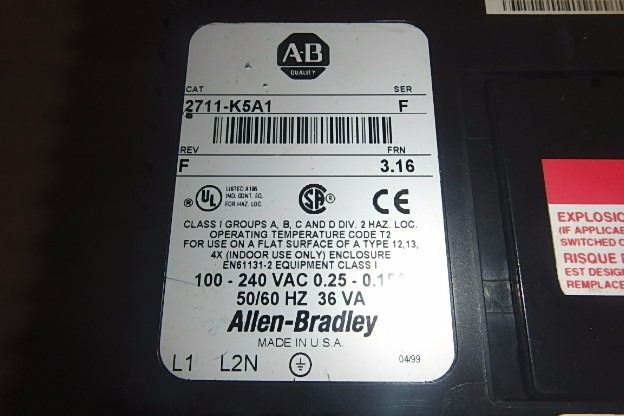 A-B
QUALITY
CAT SER
2711-K5A1 F
REV FRN
F 3.16
® UL LISTED A196
IND. CONT. EQ.
FOR HAZ. LOC.
SA ® CE
CLASS I GROUPS A, B, C AND D DIV. 2 HAZ. LOC.
OPERATING TEMPERATURE CODE T2
FOR USE ON A FLAT SURFACE OF A TYPE 12,13,
4X (INDOOR USE ONLY) ENCLOSURE
EN61131-2 EQUIPMENT CLASS I
100 - 240 VAC 0.25 -
50/60 HZ 36 VA
Allen-Bradley
MADE IN U.S.A.
L1 L2N 04/99
(IF APPLICAB
SWITCHED
RISQUE
EST